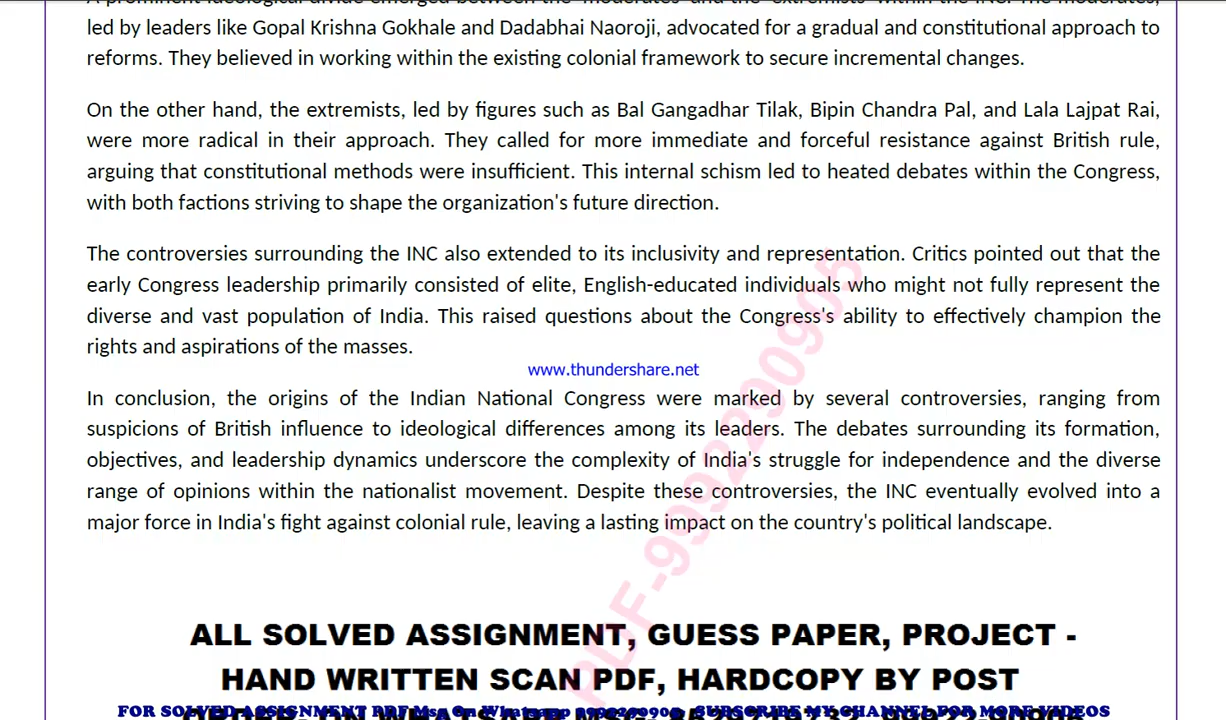 A prominent ideological divide emerged between the "moderates" and the "extremists" within the INC. The moderates,
led by leaders like Gopal Krishna Gokhale and Dadabhai Naoroji, advocated for a gradual and constitutional approach to
reforms. They believed in working within the existing colonial framework to secure incremental changes.
On the other hand, the extremists, led by figures such as Bal Gangadhar Tilak, Bipin Chandra Pal, and Lala Lajpat Rai,
were more radical in their approach. They called for more immediate and forceful resistance against British rule,
arguing that constitutional methods were insufficient. This internal schism led to heated debates within the Congress,
with both factions striving to shape the organization's future direction.
The controversies surrounding the INC also extended to its inclusivity and representation. Critics pointed out that the
early Congress leadership primarily consisted of elite, English-educated individuals who might not fully represent the
diverse and vast population of India. This raised questions about the Congress's ability to effectively champion the
rights and aspirations of the masses.
www.thundershare.net
In conclusion, the origins of the Indian National Congress were marked by several controversies, ranging from
suspicions of British influence to ideological differences among its leaders. The debates surrounding its formation,
objectives, and leadership dynamics underscore the complexity of India's struggle for independence and the diverse
range of opinions within the nationalist movement. Despite these controversies, the INC eventually evolved into a
major force in India's fight against colonial rule, leaving a lasting impact on the country's political landscape.
PDF-9992290905
ALL SOLVED ASSIGNMENT, GUESS PAPER, PROJECT -
HAND WRITTEN SCAN PDF, HARDCOPY BY POST
FOR SOLVED ASSIGNMENT PDF Msg On Whatsapp SUBSCRIBE MY CHANNEL FOR MORE VIDEOS